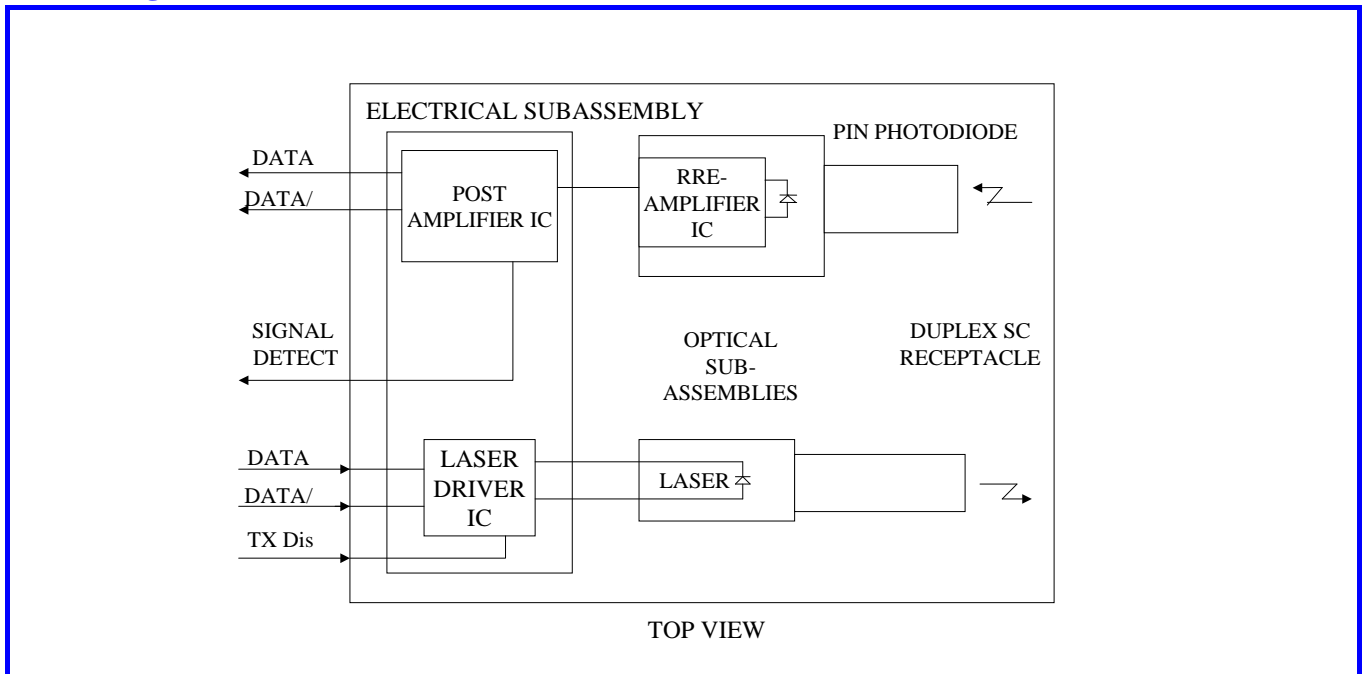 ELECTRICAL SUBASSEMBLY
PIN PHOTODIODE
DATA
DATA/
POST
AMPLIFIER IC
RRE-
AMPLIFIER
IC
SIGNAL
DETECT
OPTICAL
SUB-
ASSEMBLIES
DUPLEX SC
RECEPTACLE
DATA
DATA/
TX Dis
LASER
DRIVER
IC
LASER
TOP VIEW